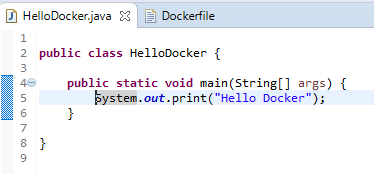 HelloDocker.java Dockerfile
1
2 public class HelloDocker {
3
4 public static void main(String[] args) {
5 System.out.print("Hello Docker");
6 }
7
8 }
9